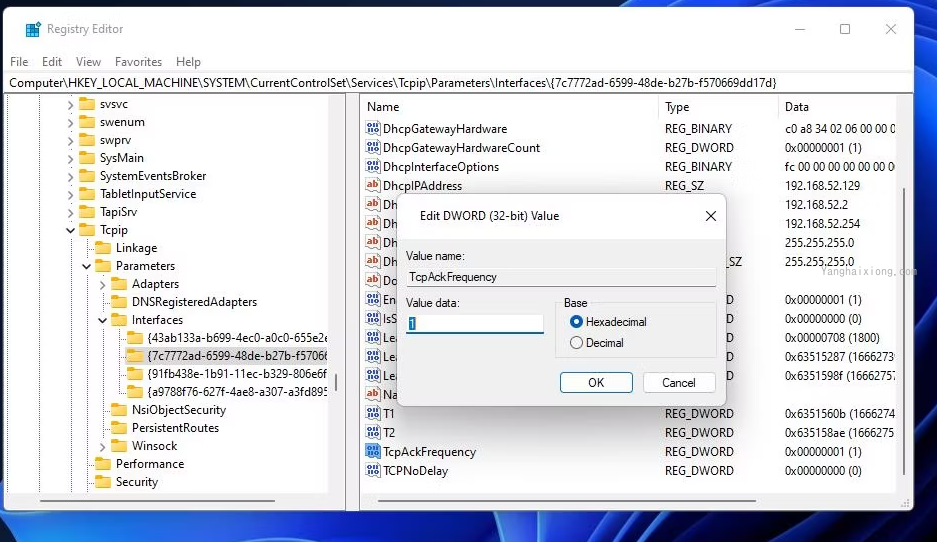 Registry Editor
File Edit View Favorites Help
Computer\HKEY_LOCAL_MACHINE\SYSTEM\CurrentControlSet\Services\Tcpip\Parameters\Interfaces\{7c7772ad-6599-48de-b27b-f570669dd17d}
svsvc
swenum
swprv
SysMain
SystemEventsBroker
TabletInputService
TapiSrv
Tcpip
Linkage
Parameters
Adapters
DNSRegisteredAdapters
Interfaces
{43ab133a-b699-4ec0-a0c0-655e2e
{7c7772ad-6599-48de-b27b-f5706
{91fb438e-1b91-11ec-b329-806e6f
{a9788f76-627f-4ae8-a307-a3fd895
NsiObjectSecurity
PersistentRoutes
Winsock
Performance
Security
Name Type Data
DhcpGatewayHardware REG_BINARY c0 a8 34 02 06 00 00 0
DhcpGatewayHardwareCount REG_DWORD 0x00000001 (1)
DhcpInterfaceOptions REG_BINARY fc 00 00 00 00 00 00 0
DhcpIPAddress REG_SZ 192.168.52.129
Dh 192.168.52.2
Dh 192.168.52.254
Dh 255.255.255.0
Dh _SZ 255.255.255.0
Do
En D 0x00000001 (1)
IsS D 0x00000000 (0)
Lea D 0x00000708 (1800)
Lea D 0x63515287 (16662739
Lea D 0x6351598f (16662757
Na
T1 REG_DWORD 0x6351560b (1666274
T2 REG_DWORD 0x635158ae (1666275
TcpAckFrequency REG_DWORD 0x00000001 (1)
TCPNoDelay REG_DWORD 0x00000000 (0)
Edit DWORD (32-bit) Value
Value name:
TcpAckFrequency
Value data:
1
Base
Hexadecimal
Decimal
OK Cancel
Yanghaixiong.com